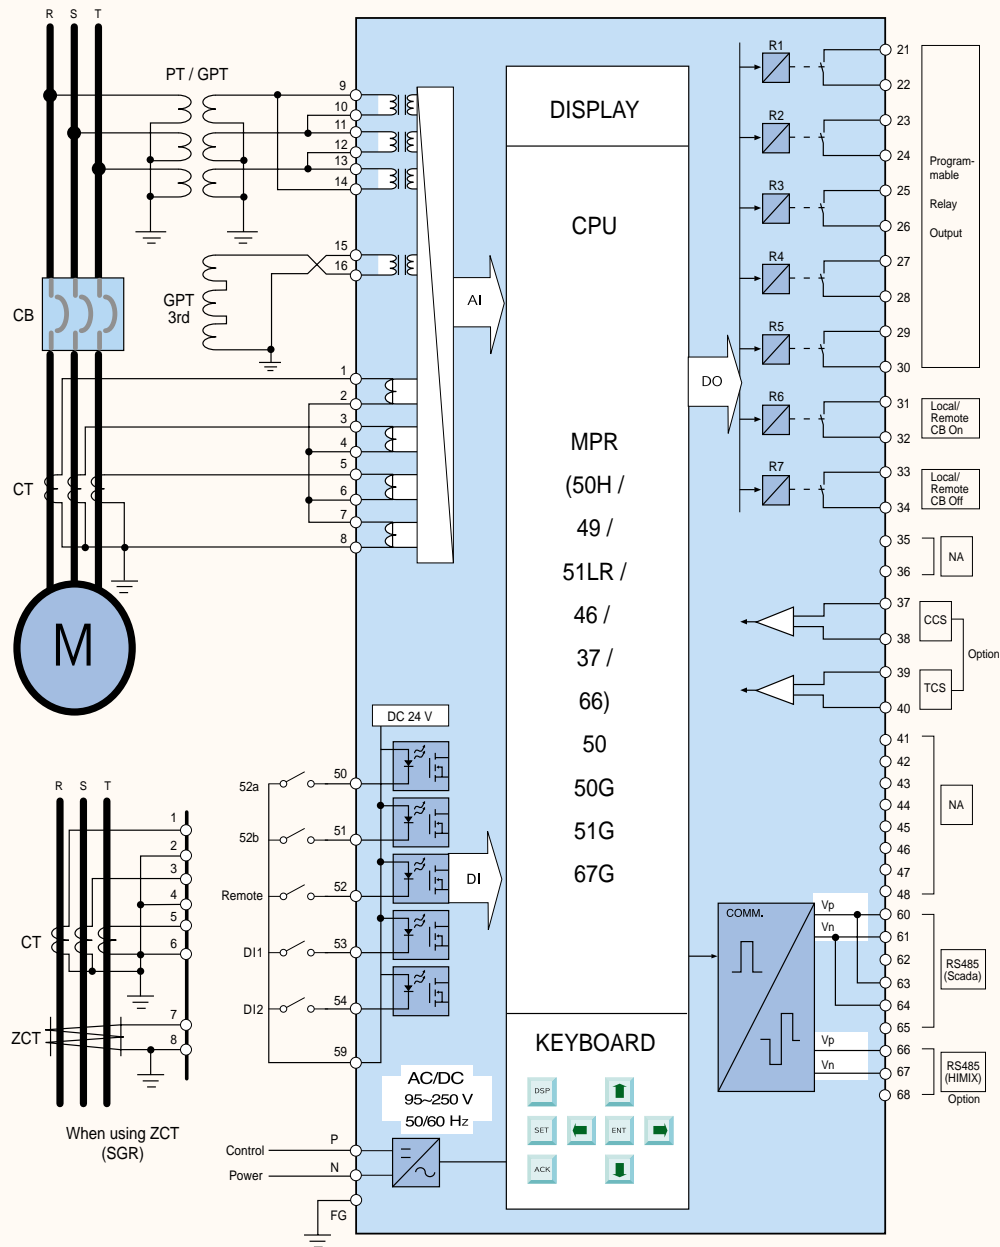 R S T
PT / GPT
CB
GPT
3rd
CT
M
9
10
11
12
13
14
15
16
1
2
3
4
5
6
7
8
AI
DISPLAY
CPU
MPR
(50H /
49 /
51LR /
46 /
37 /
66)
50
50G
51G
67G
DO
R1
R2
R3
R4
R5
R6
R7
21
22
23
24
25
26
27
28
29
30
31
32
33
34
35
36
37
38
39
40
41
42
43
44
45
46
47
48
60
61
62
63
64
65
66
67
68
Program-
mable
Relay
Output
Local/
Remote
CB On
Local/
Remote
CB Off
NA
CCS
Option
TCS
NA
RS485
(Scada)
RS485
(HIMIX)
Option
COMM.
Vp
Vn
Vp
Vn
DC 24 V
52a
50
52b
51
Remote
52
DI1
53
DI2
54
59
DI
R S T
1
2
3
4
5
6
7
8
CT
ZCT
When using ZCT
(SGR)
AC/DC
95~250 V
50/60 Hz
Control
P
Power
N
FG
KEYBOARD
DSP
SET
ENT
ACK